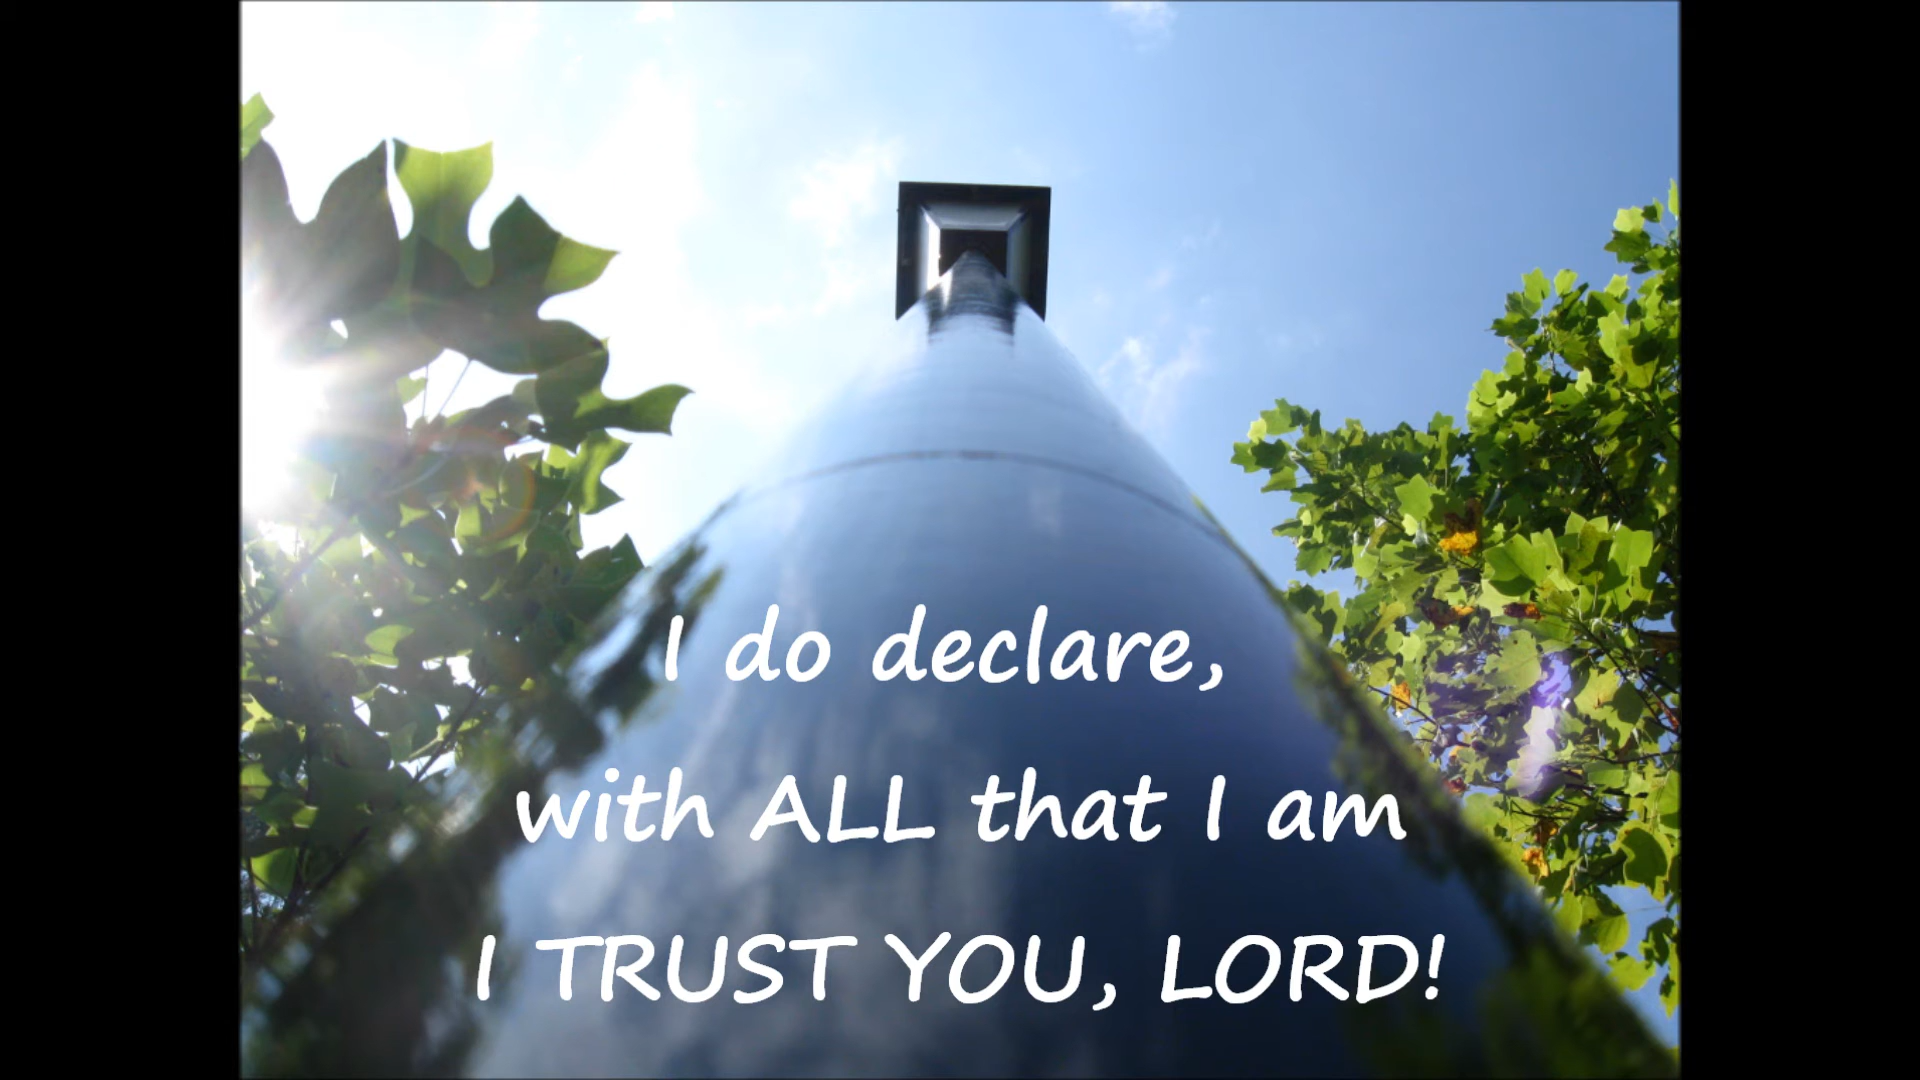 I do declare,
with ALL that I am
I TRUST YOU, LORD!